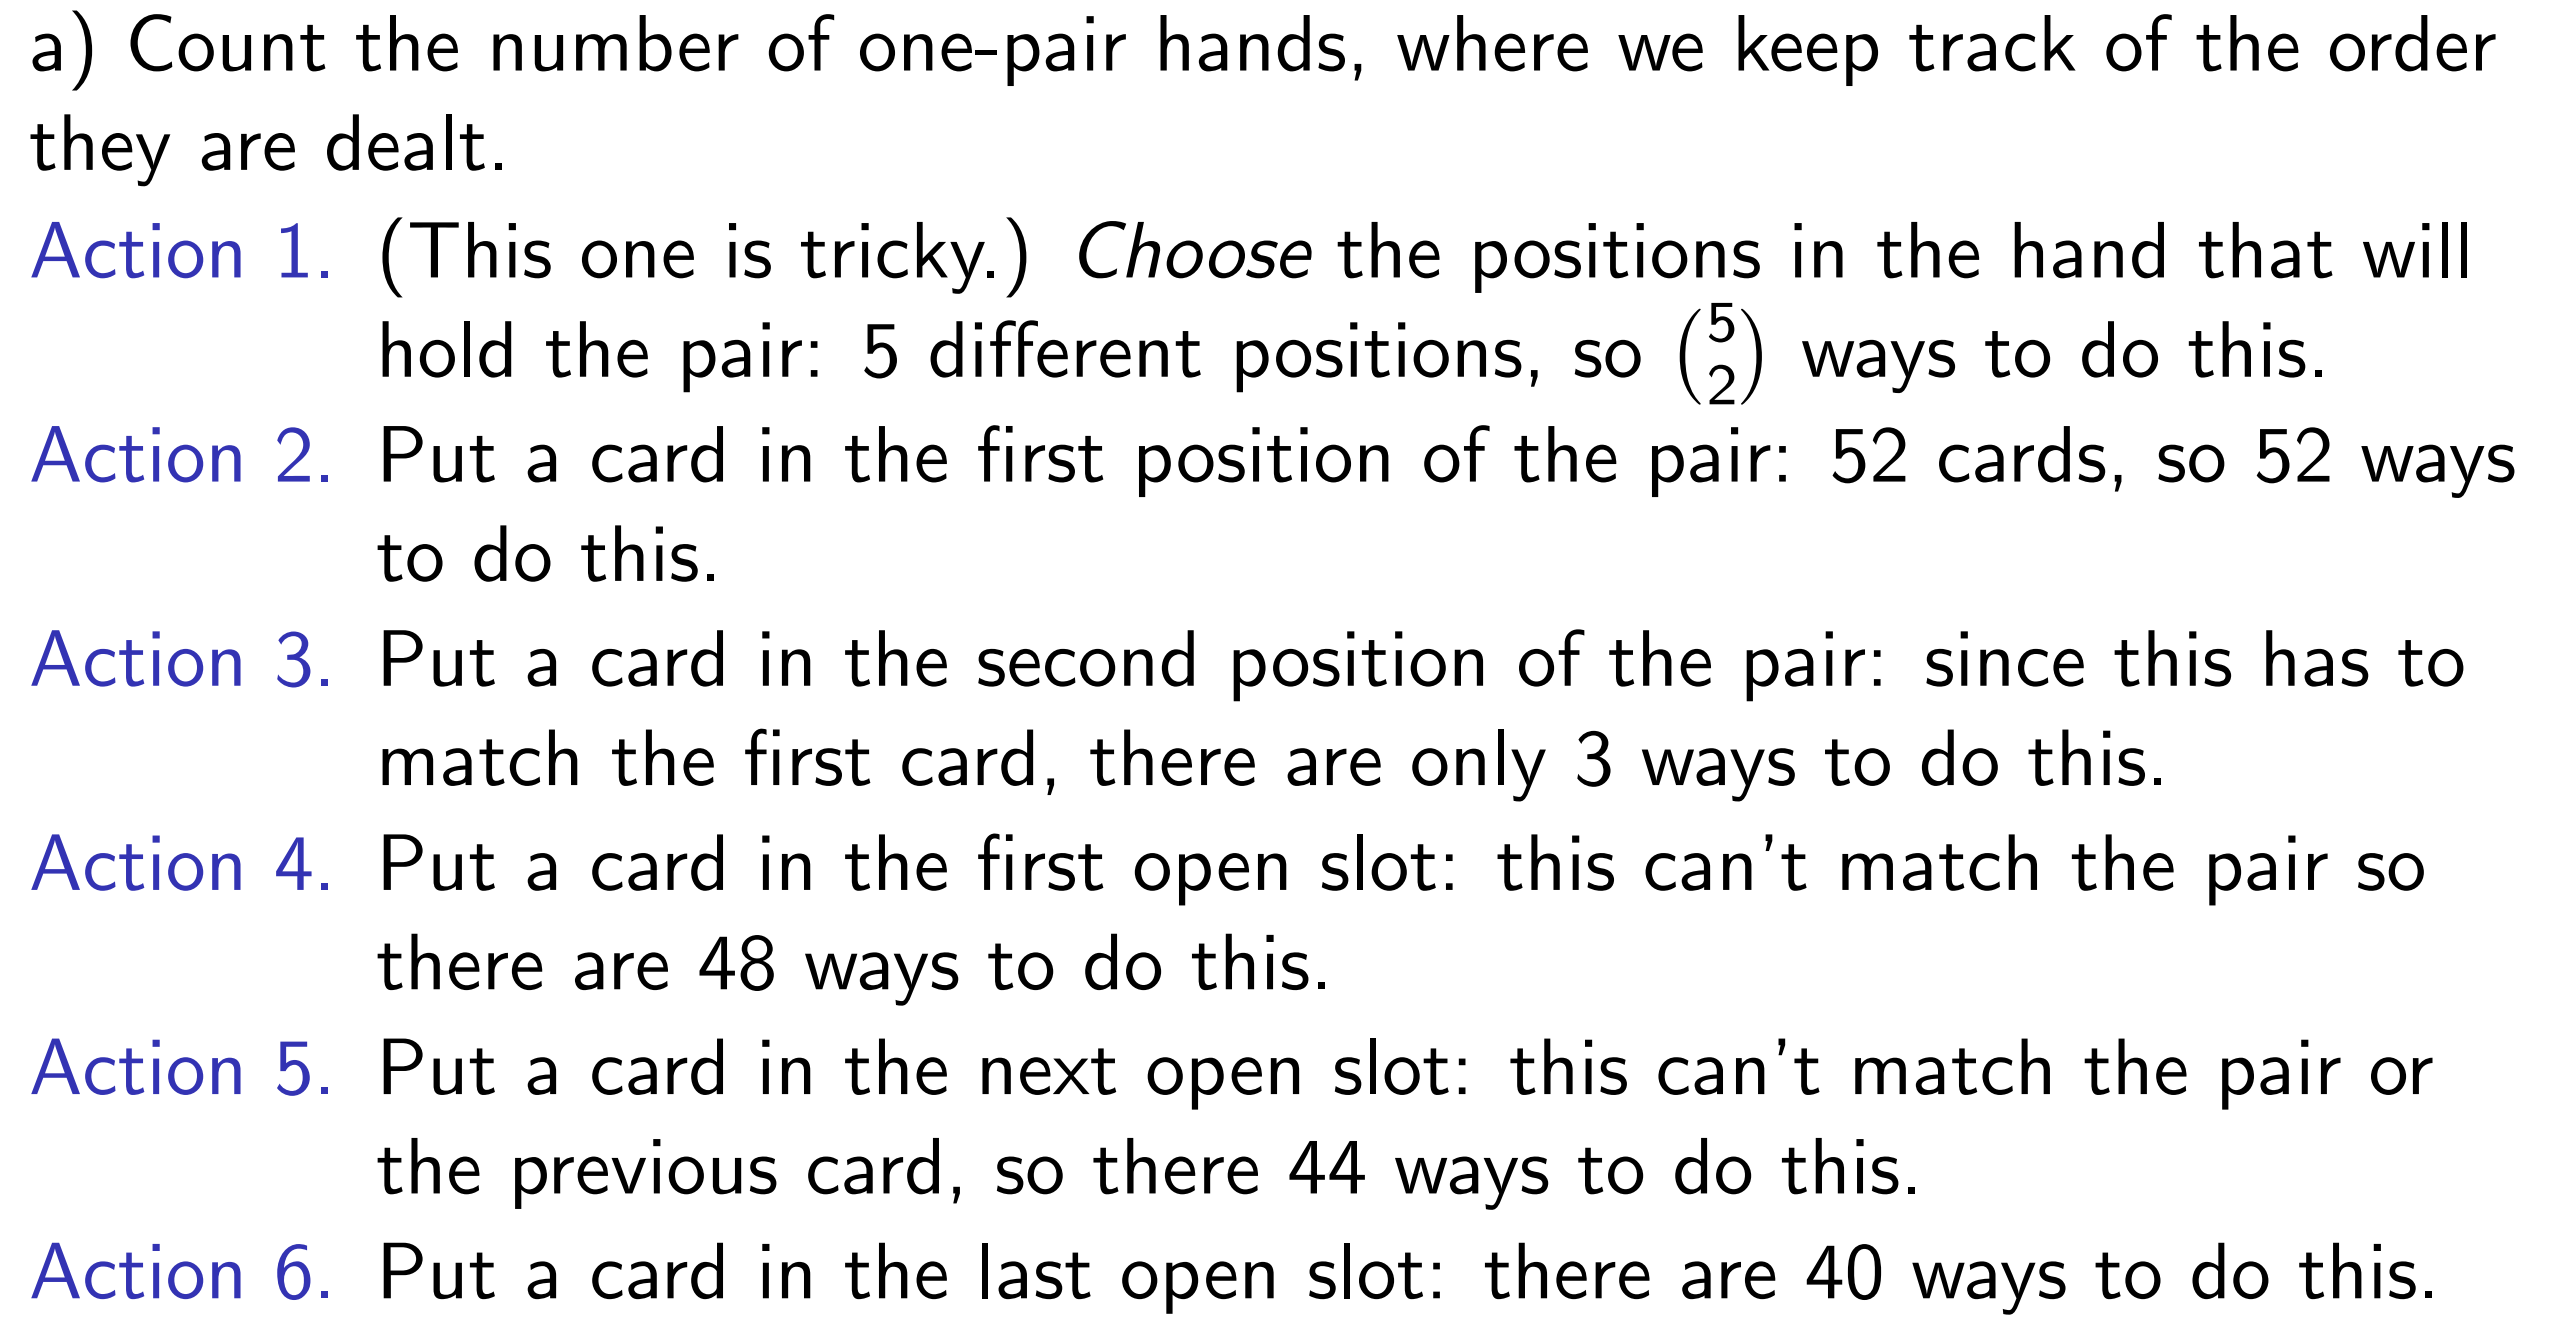 a) Count the number of one-pair hands, where we keep track of the order
they are dealt.
Action 1. (This one is tricky.) Choose the positions in the hand that will
hold the pair: 5 different positions, so (5 2) ways to do this.
Action 2. Put a card in the first position of the pair: 52 cards, so 52 ways
to do this.
Action 3. Put a card in the second position of the pair: since this has to
match the first card, there are only 3 ways to do this.
Action 4. Put a card in the first open slot: this can't match the pair so
there are 48 ways to do this.
Action 5. Put a card in the next open slot: this can't match the pair or
the previous card, so there 44 ways to do this.
Action 6. Put a card in the last open slot: there are 40 ways to do this.